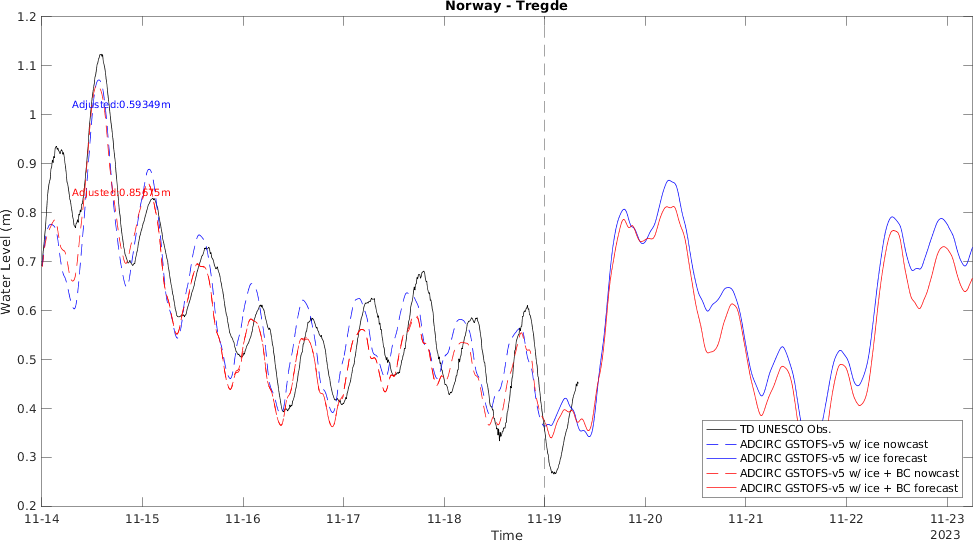 Norway - Tregde
1.2
1.1
1
0.9
0.8
0.7
0.6
0.5
0.4
0.3
0.2
Water Level (m)
Adjusted:0.59349m
Adjusted:0.85675m
TD UNESCO Obs.
ADCIRC GSTOFS-v5 w/ ice nowcast
ADCIRC GSTOFS-v5 w/ ice forecast
ADCIRC GSTOFS-v5 w/ ice + BC nowcast
ADCIRC GSTOFS-v5 w/ ice + BC forecast
11-14 11-15 11-16 11-17 11-18 11-19 11-20 11-21 11-22 11-23
Time
2023